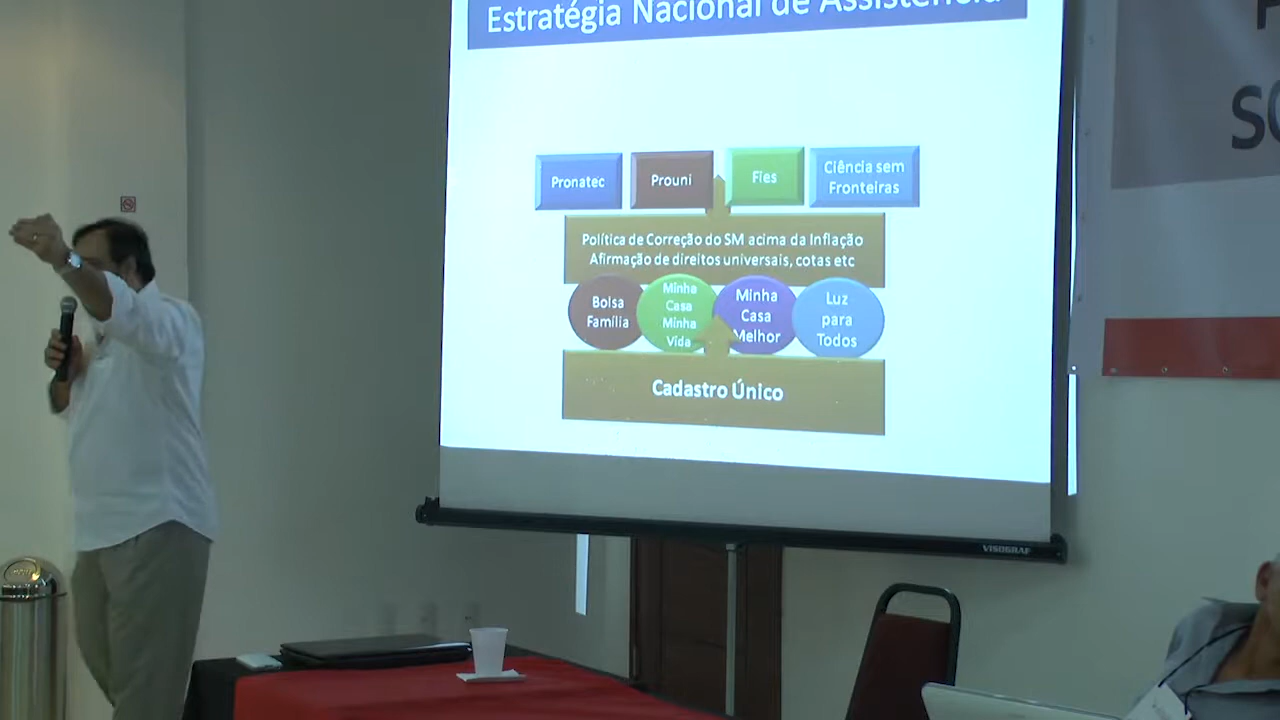 Estratégia Nacional de Assistência
Pronatec
Prouni
Fies
Ciência sem
Fronteiras
Política de Correção do SM acima da Inflação
Afirmação de direitos universais, cotas etc
Bolsa
Família
Minha
Casa
Minha
Vida
Minha
Casa
Melhor
Luz
para
Todos
Cadastro Único
VISOGRAF